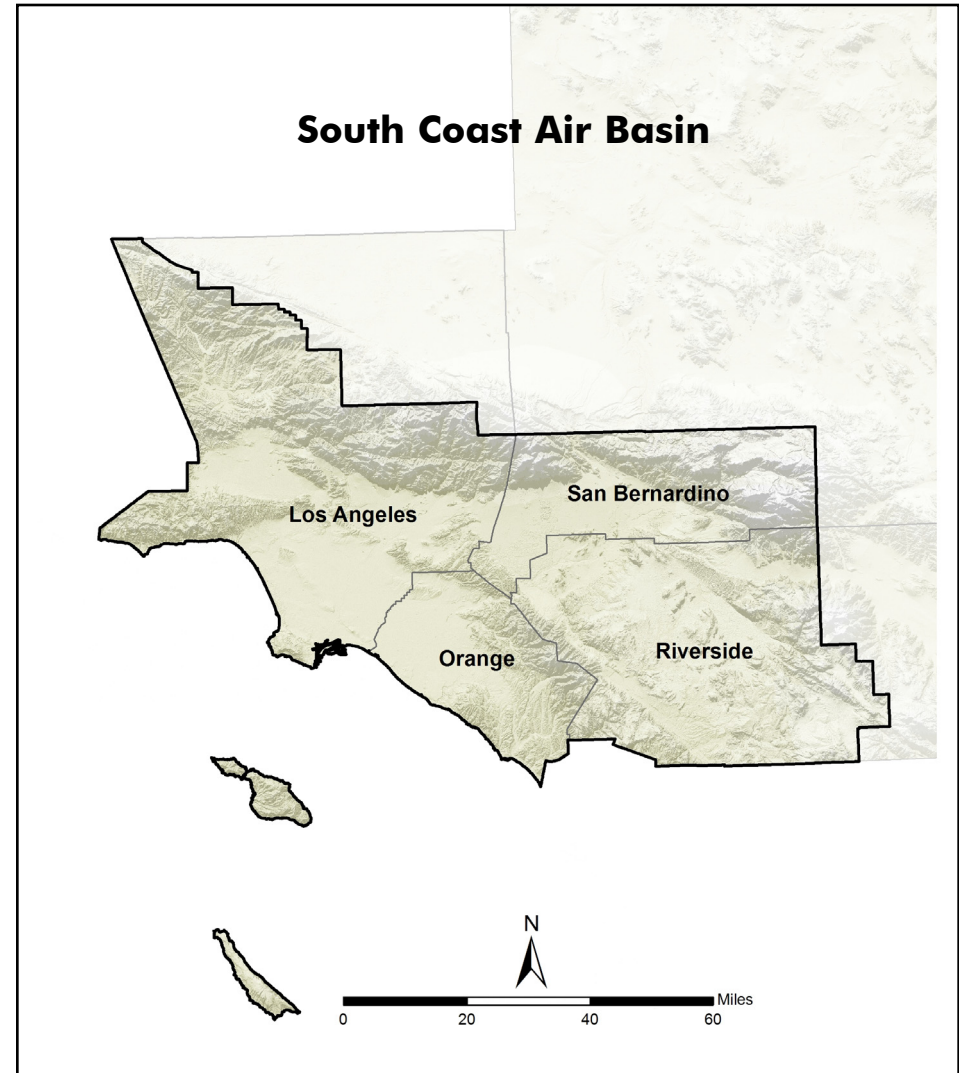 South Coast Air Basin
San Bernardino
Los Angeles
Riverside
Orange
N
Miles
0 20 40 60